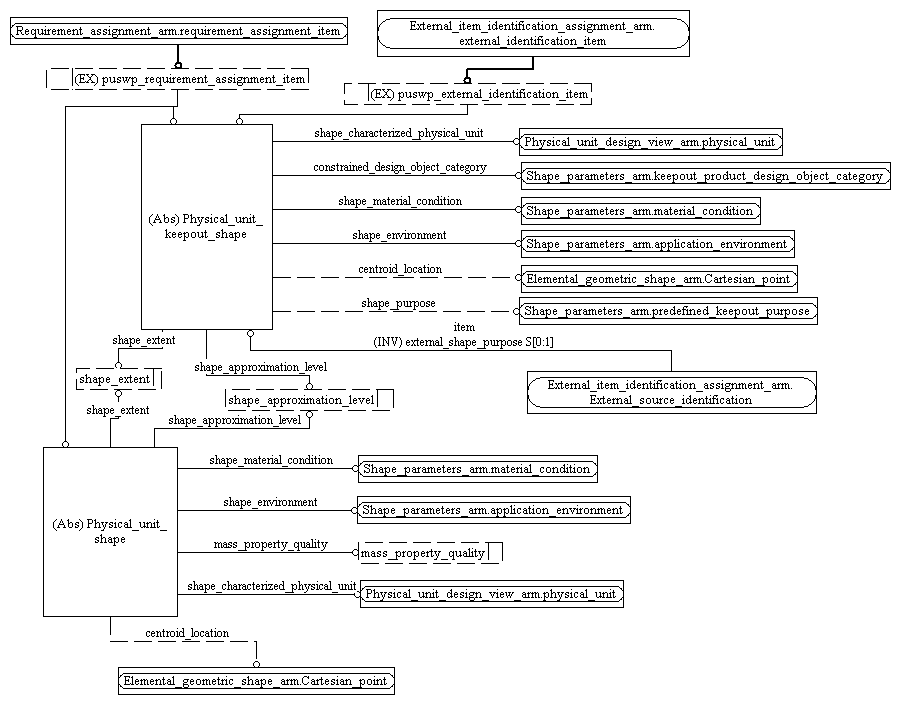 Requirement_assignment_arm.requirement_assignment_item
External_item_identification_assignment_arm.
external_identification_item
(EX) puswp_requirement_assignment_item
(EX) puswp_external_identification_item
(Abs) Physical_unit_
keepout_shape
shape_characterized_physical_unit
Physical_unit_design_view_arm.physical_unit
constrained_design_object_category
Shape_parameters_arm.keepout_product_design_object_category
shape_material_condition
Shape_parameters_arm.material_condition
shape_environment
Shape_parameters_arm.application_environment
centroid_location
Elemental_geometric_shape_arm.Cartesian_point
shape_purpose
Shape_parameters_arm.predefined_keepout_purpose
item
(INV) external_shape_purpose S[0:1]
External_item_identification_assignment_arm.
External_source_identification
shape_extent
shape_extent
shape_extent
shape_approximation_level
shape_approximation_level
shape_approximation_level
(Abs) Physical_unit_
shape
shape_material_condition
Shape_parameters_arm.material_condition
shape_environment
Shape_parameters_arm.application_environment
mass_property_quality
mass_property_quality
shape_characterized_physical_unit
Physical_unit_design_view_arm.physical_unit
centroid_location
Elemental_geometric_shape_arm.Cartesian_point